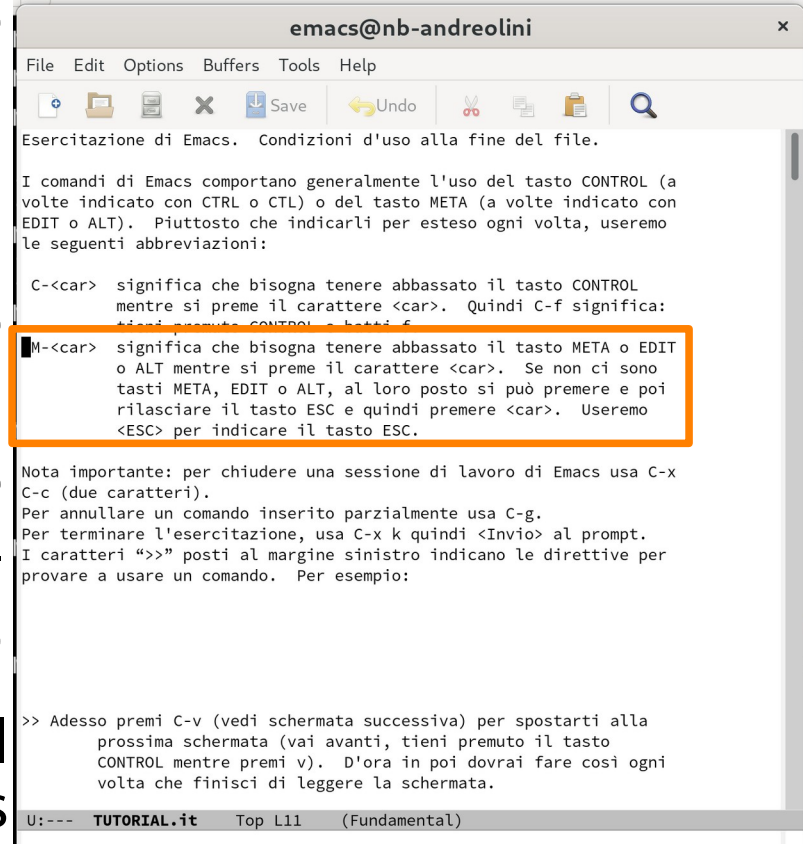 emacs@nb-andreolini ×
File Edit Options Buffers Tools Help
Save Undo
Esercitazione di Emacs.  Condizioni d'uso alla fine del file.
I comandi di Emacs comportano generalmente l'uso del tasto CONTROL (a
volte indicato con CTRL o CTL) o del tasto META (a volte indicato con
EDIT o ALT).  Piuttosto che indicarli per esteso ogni volta, useremo
le seguenti abbreviazioni:
C-<car>  significa che bisogna tenere abbassato il tasto CONTROL
mentre si preme il carattere <car>.  Quindi C-f significa:
tieni premuto CONTROL e batti f.
M-<car>  significa che bisogna tenere abbassato il tasto META o EDIT
o ALT mentre si preme il carattere <car>.  Se non ci sono
tasti META, EDIT o ALT, al loro posto si può premere e poi
rilasciare il tasto ESC e quindi premere <car>.  Useremo
<ESC> per indicare il tasto ESC.
Nota importante: per chiudere una sessione di lavoro di Emacs usa C-x
C-c (due caratteri).
Per annullare un comando inserito parzialmente usa C-g.
Per terminare l'esercitazione, usa C-x k quindi <Invio> al prompt.
I caratteri “>>” posti al margine sinistro indicano le direttive per
provare a usare un comando.  Per esempio:
>> Adesso premi C-v (vedi schermata successiva) per spostarti alla
prossima schermata (vai avanti, tieni premuto il tasto
CONTROL mentre premi v).  D'ora in poi dovrai fare così ogni
volta che finisci di leggere la schermata.
U:---  TUTORIAL.it    Top L11    (Fundamental)